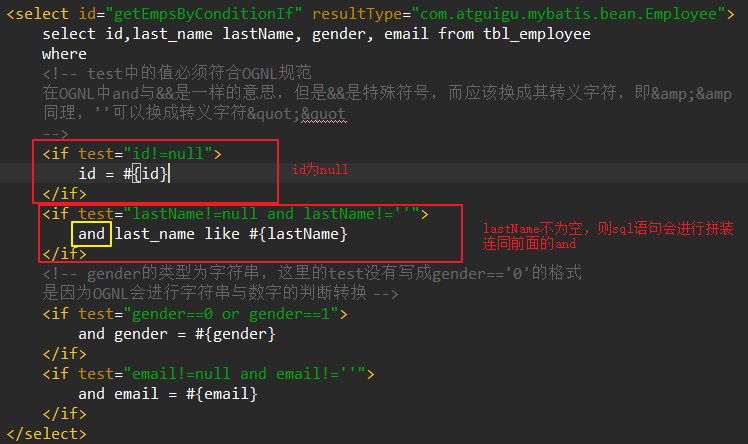 <select id="getEmpsByConditionIf" resultType="com.atguigu.mybatis.bean.Employee">
select id,last_name lastName, gender, email from tbl_employee
where
<!-- test中的值必须符合OGNL规范
在OGNL中and与&&是一样的意思，但是&&是特殊符号，而应该换成其转义字符，即&amp;&amp
同理，''可以换成转义字符&quot;&quot
-->
<if test="id!=null">
id = #{id}
</if>
id为null
<if test="lastName!=null and lastName!=''">
and last_name like #{lastName}
</if>
lastName不为空，则sql语句会进行拼装
连同前面的and
<!-- gender的类型为字符串，这里的test没有写成gender=='0'的格式
是因为OGNL会进行字符串与数字的判断转换 -->
<if test="gender==0 or gender==1">
and gender = #{gender}
</if>
<if test="email!=null and email!=''">
and email = #{email}
</if>
</select>